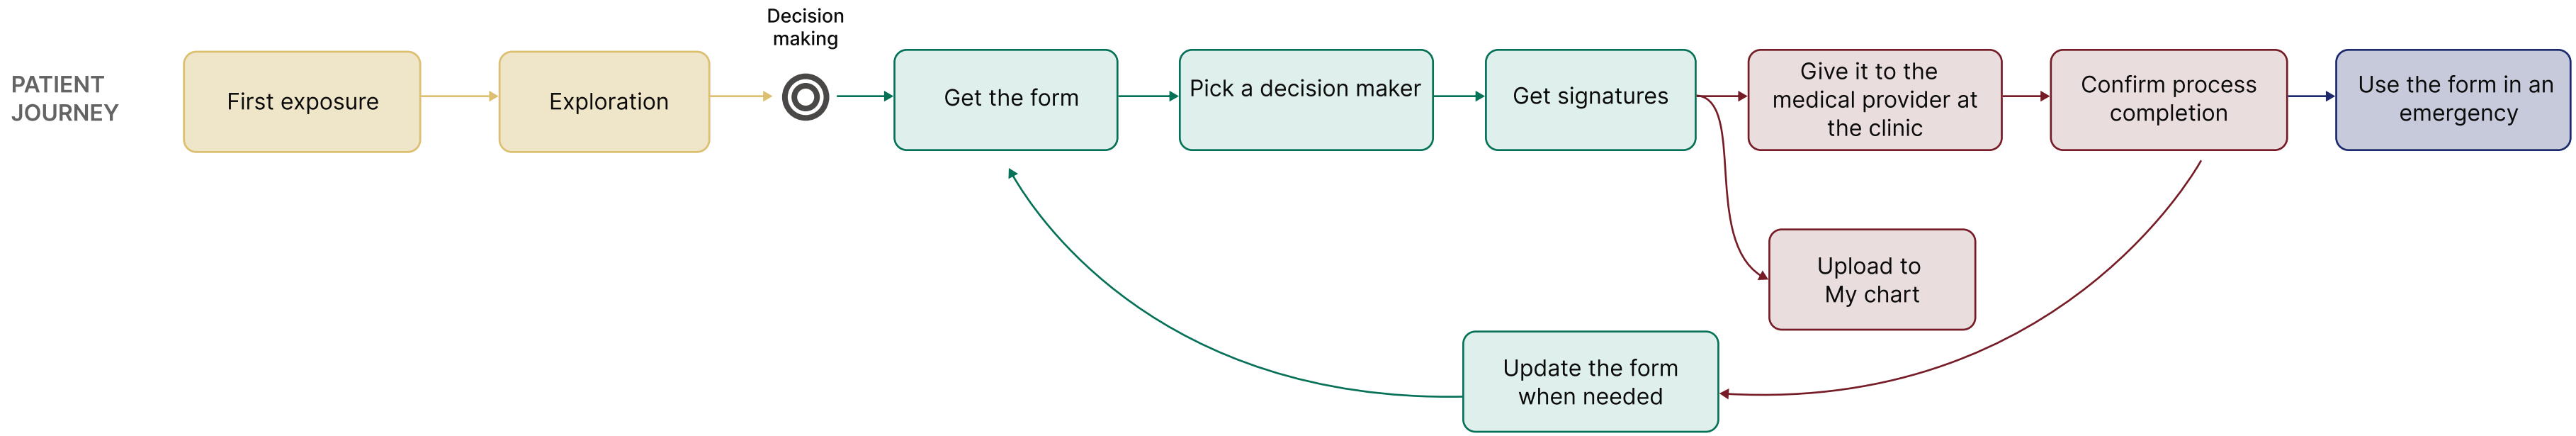 PATIENT
JOURNEY
First exposure
Exploration
Decision
making
Get the form
Pick a decision maker
Get signatures
Give it to the
medical provider at
the clinic
Confirm process
completion
Use the form in an
emergency
Upload to
My chart
Update the form
when needed